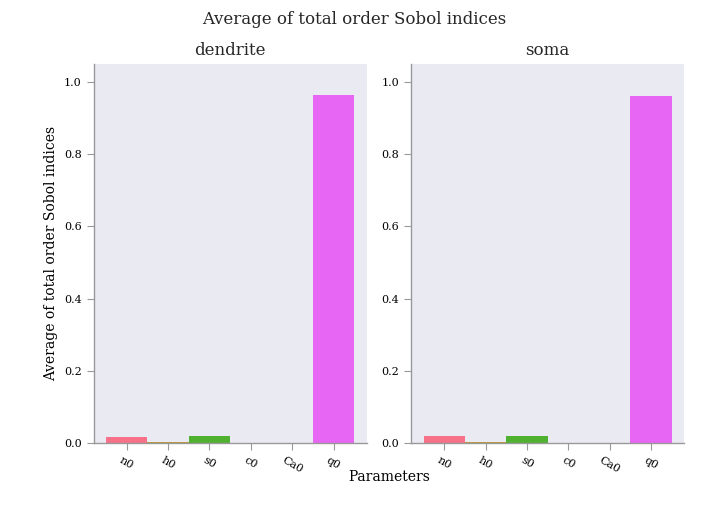 Average of total order Sobol indices
dendrite
soma
Average of total order Sobol indices
1.0
0.8
0.6
0.4
0.2
0.0
n0
h0
s0
c0
Ca0
q0
1.0
0.8
0.6
0.4
0.2
0.0
n0
h0
s0
c0
Ca0
q0
Parameters